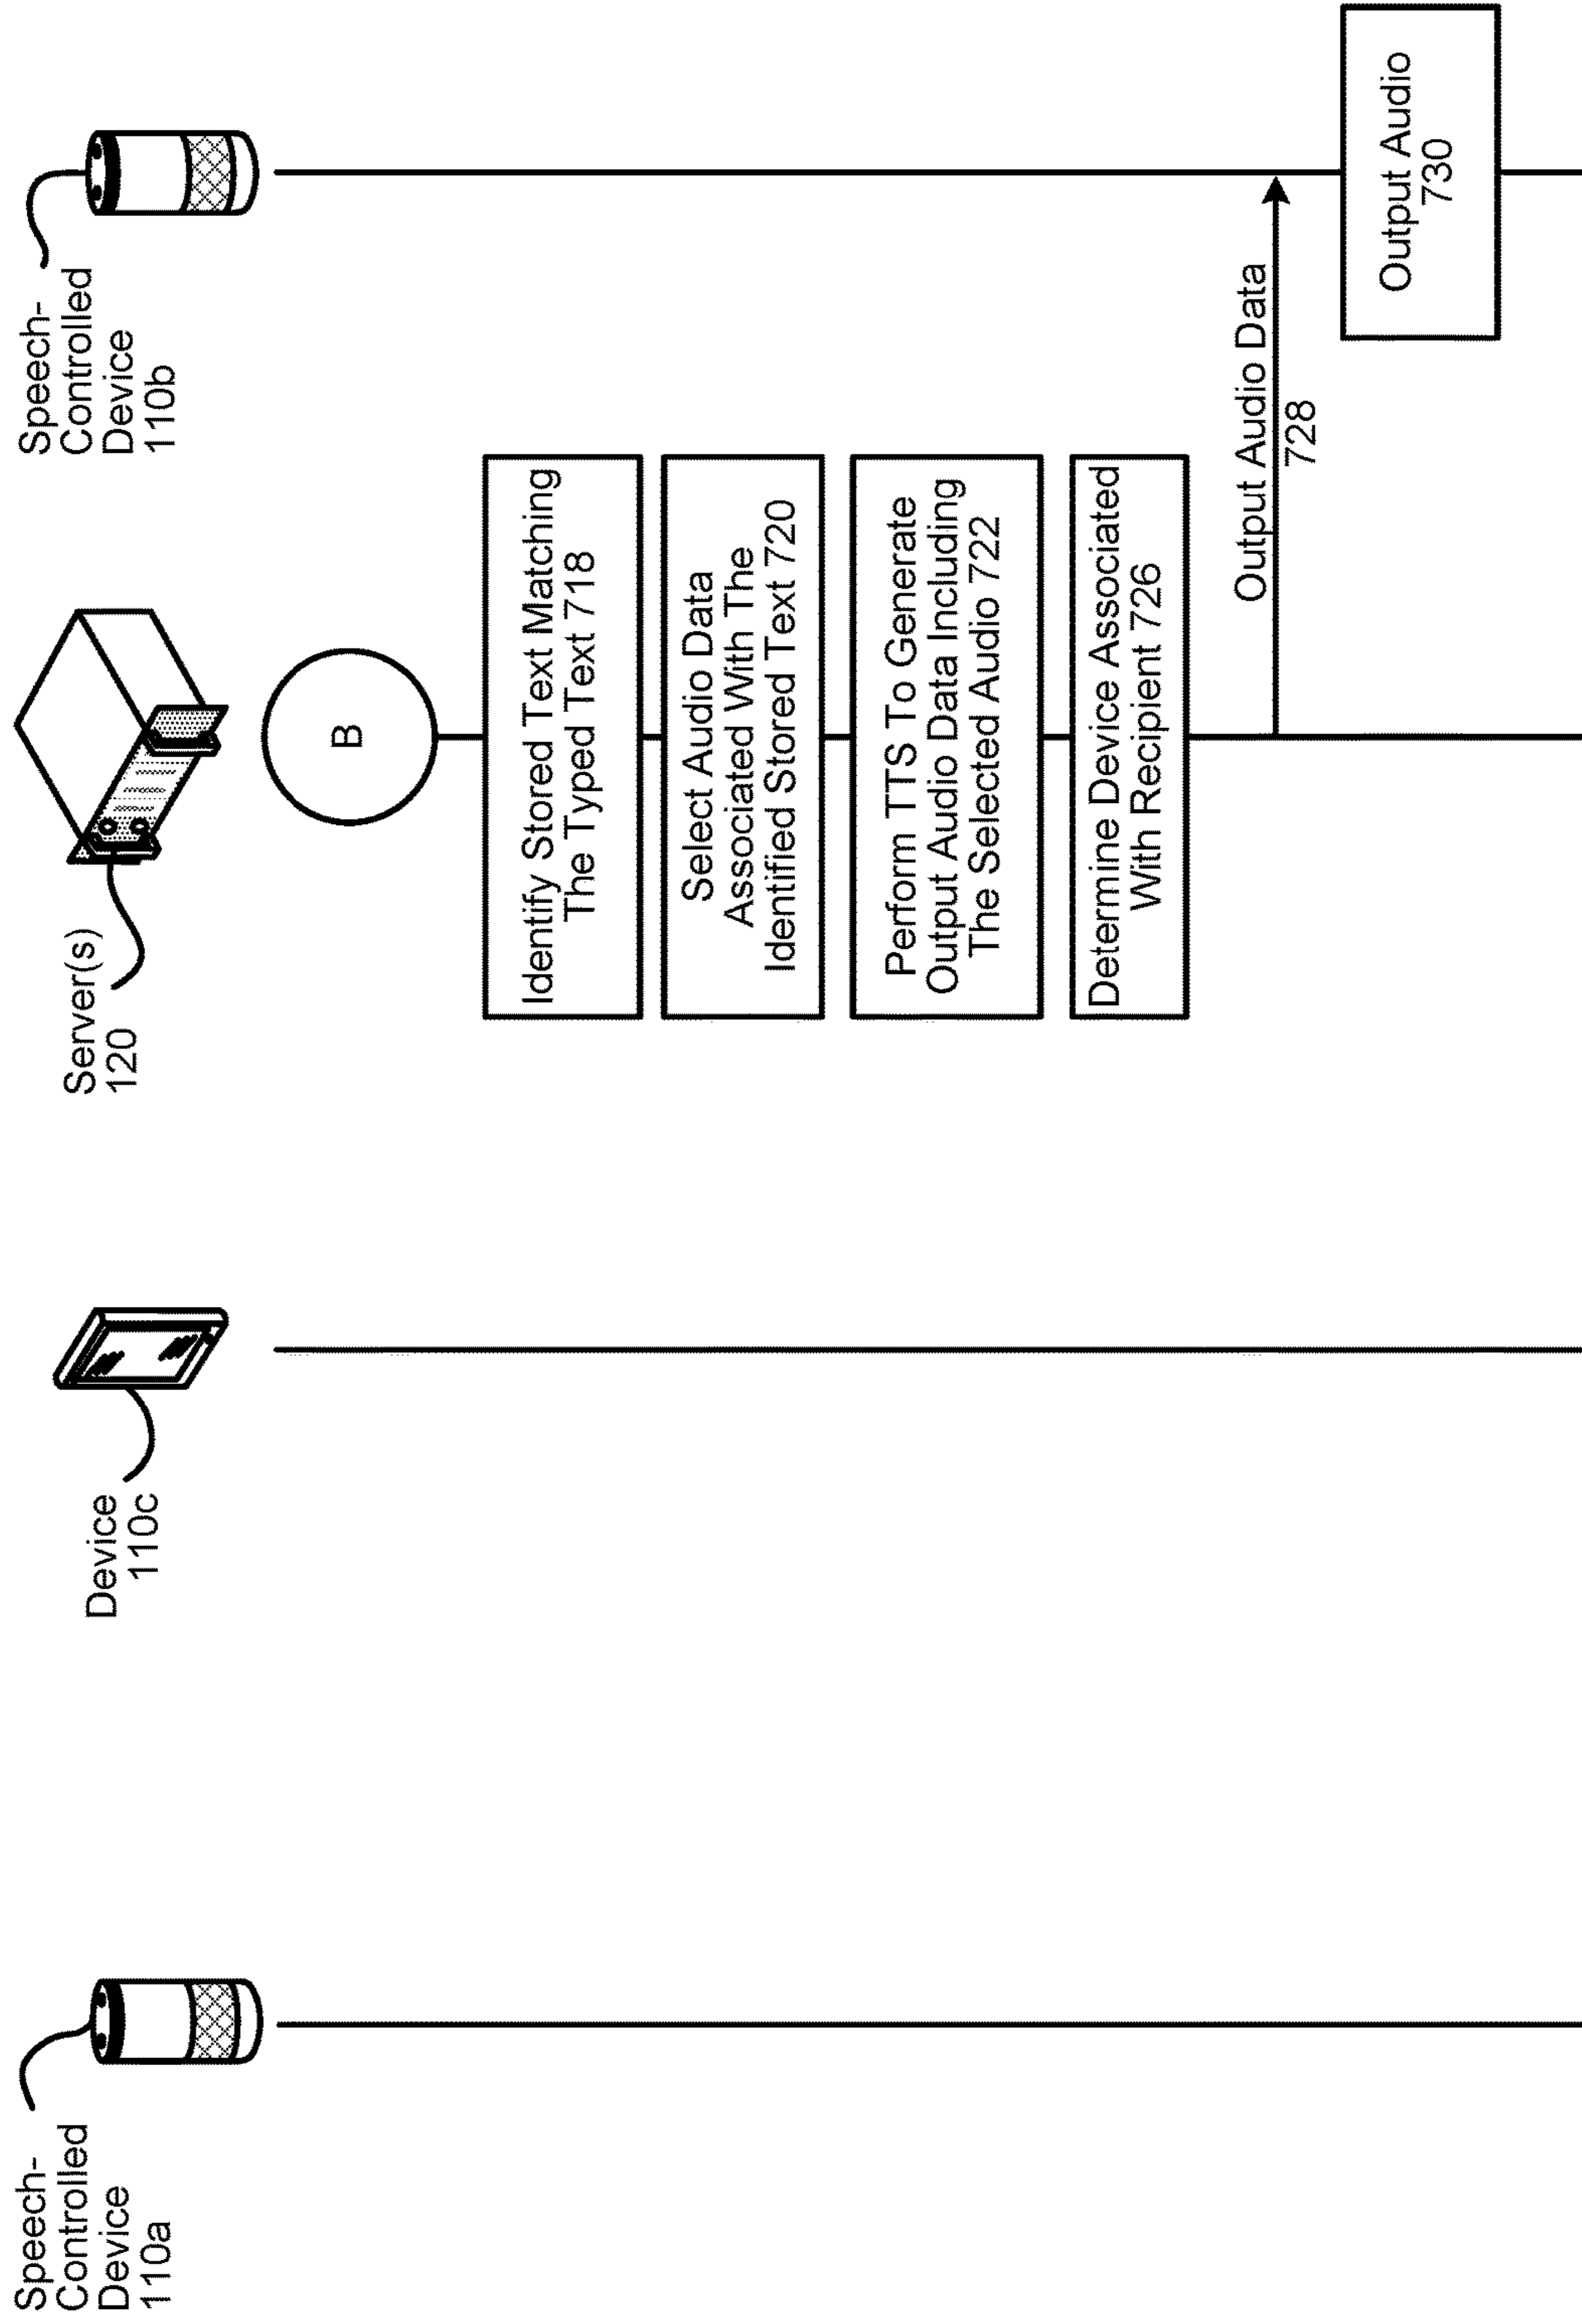 Speech-
Controlled
Device
110a
Device
110c
Server(s)
120
Speech-
Controlled
Device
110b
B
Identify Stored Text Matching
The Typed Text 718
Select Audio Data
Associated With The
Identified Stored Text 720
Perform TTS To Generate
Output Audio Data Including
The Selected Audio 722
Determine Device Associated
With Recipient 726
Output Audio Data
728
Output Audio
730